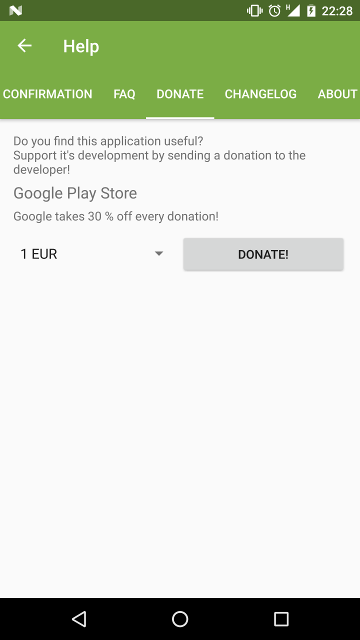 H
22:28
Help
CONFIRMATION FAQ DONATE CHANGELOG ABOUT
Do you find this application useful?
Support it's development by sending a donation to the
developer!
Google Play Store
Google takes 30 % off every donation!
1 EUR DONATE!